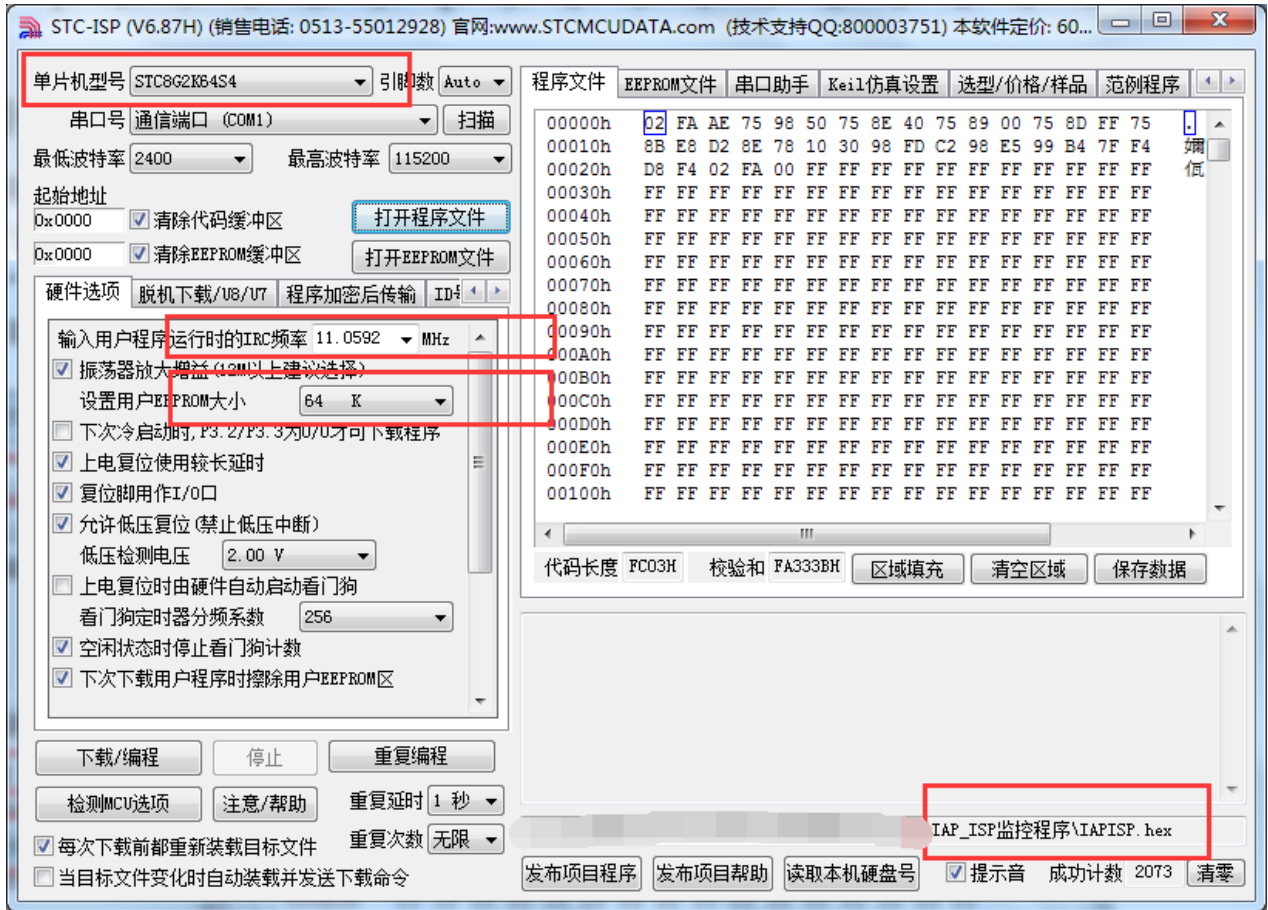 STC-ISP (V6.87H) (销售电话: 0513-55012928) 官网:www.STCMCUDATA.com (技术支持QQ:800003751) 本软件定价: 60...
单片机型号 STC8G2K64S4 引脚数 Auto
串口号 通信端口 (COM1) 扫描
最低波特率 2400 最高波特率 115200
起始地址
0x0000 清除代码缓冲区 打开程序文件
0x0000 清除EEPROM缓冲区 打开EEPROM文件
硬件选项 脱机下载/U8/U7 程序加密后传输
输入用户程序运行时的IRC频率 11.0592 MHz
振荡器放大增益(12M以上建议选择)
设置用户EEPROM大小 64 K
下次冷启动时,P3.2/P3.3为0/0才可下载程序
上电复位使用较长延时
复位脚用作I/O口
允许低压复位(禁止低压中断)
低压检测电压 2.00 V
上电复位时由硬件自动启动看门狗
看门狗定时器分频系数 256
空闲状态时停止看门狗计数
下次下载用户程序时擦除用户EEPROM区
下载/编程 停止 重复编程
检测MCU选项 注意/帮助 重复延时 1 秒
每次下载前都重新装载目标文件 重复次数 无限
当目标文件变化时自动装载并发送下载命令
程序文件 EEPROM文件 串口助手 Keil仿真设置 选型/价格/样品 范例程序
00000h 02 FA AE 75 98 50 75 8E 40 75 89 00 75 8D FF 75 .
00010h 8B E8 D2 8E 78 10 30 98 FD C2 98 E5 99 B4 7F F4
00020h D8 F4 02 FA 00 FF FF FF FF FF FF FF FF FF FF FF
00030h FF FF FF FF FF FF FF FF FF FF FF FF FF FF FF FF
00040h FF FF FF FF FF FF FF FF FF FF FF FF FF FF FF FF
00050h FF FF FF FF FF FF FF FF FF FF FF FF FF FF FF FF
00060h FF FF FF FF FF FF FF FF FF FF FF FF FF FF FF FF
00070h FF FF FF FF FF FF FF FF FF FF FF FF FF FF FF FF
00080h FF FF FF FF FF FF FF FF FF FF FF FF FF FF FF FF
00090h FF FF FF FF FF FF FF FF FF FF FF FF FF FF FF FF
000A0h FF FF FF FF FF FF FF FF FF FF FF FF FF FF FF FF
000B0h FF FF FF FF FF FF FF FF FF FF FF FF FF FF FF FF
000C0h FF FF FF FF FF FF FF FF FF FF FF FF FF FF FF FF
000D0h FF FF FF FF FF FF FF FF FF FF FF FF FF FF FF FF
000E0h FF FF FF FF FF FF FF FF FF FF FF FF FF FF FF FF
000F0h FF FF FF FF FF FF FF FF FF FF FF FF FF FF FF FF
00100h FF FF FF FF FF FF FF FF FF FF FF FF FF FF FF FF
代码长度 FC03H 校验和 FA333BH 区域填充 清空区域 保存数据
IAP_ISP监控程序\IAPISP.hex
发布项目程序 发布项目帮助 读取本机硬盘号 提示音 成功计数 2073 清零